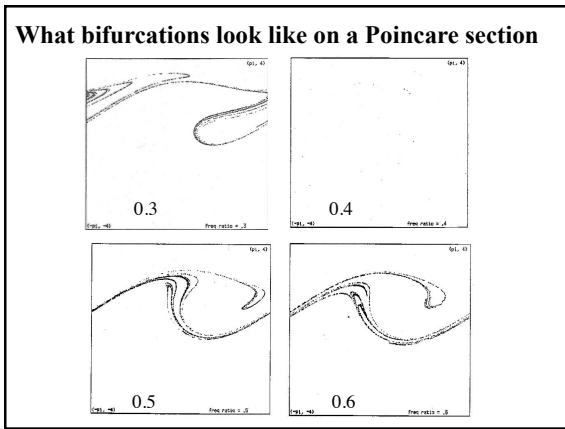 What bifurcations look like on a Poincare section
(pi, 4)
(pi, 4)
0.3
0.4
(-pi, -4)
freq ratio = .3
(-pi, -4)
freq ratio = .4
(pi, 4)
(pi, 4)
0.5
0.6
(-pi, -4)
freq ratio = .5
(-pi, -4)
freq ratio = .6